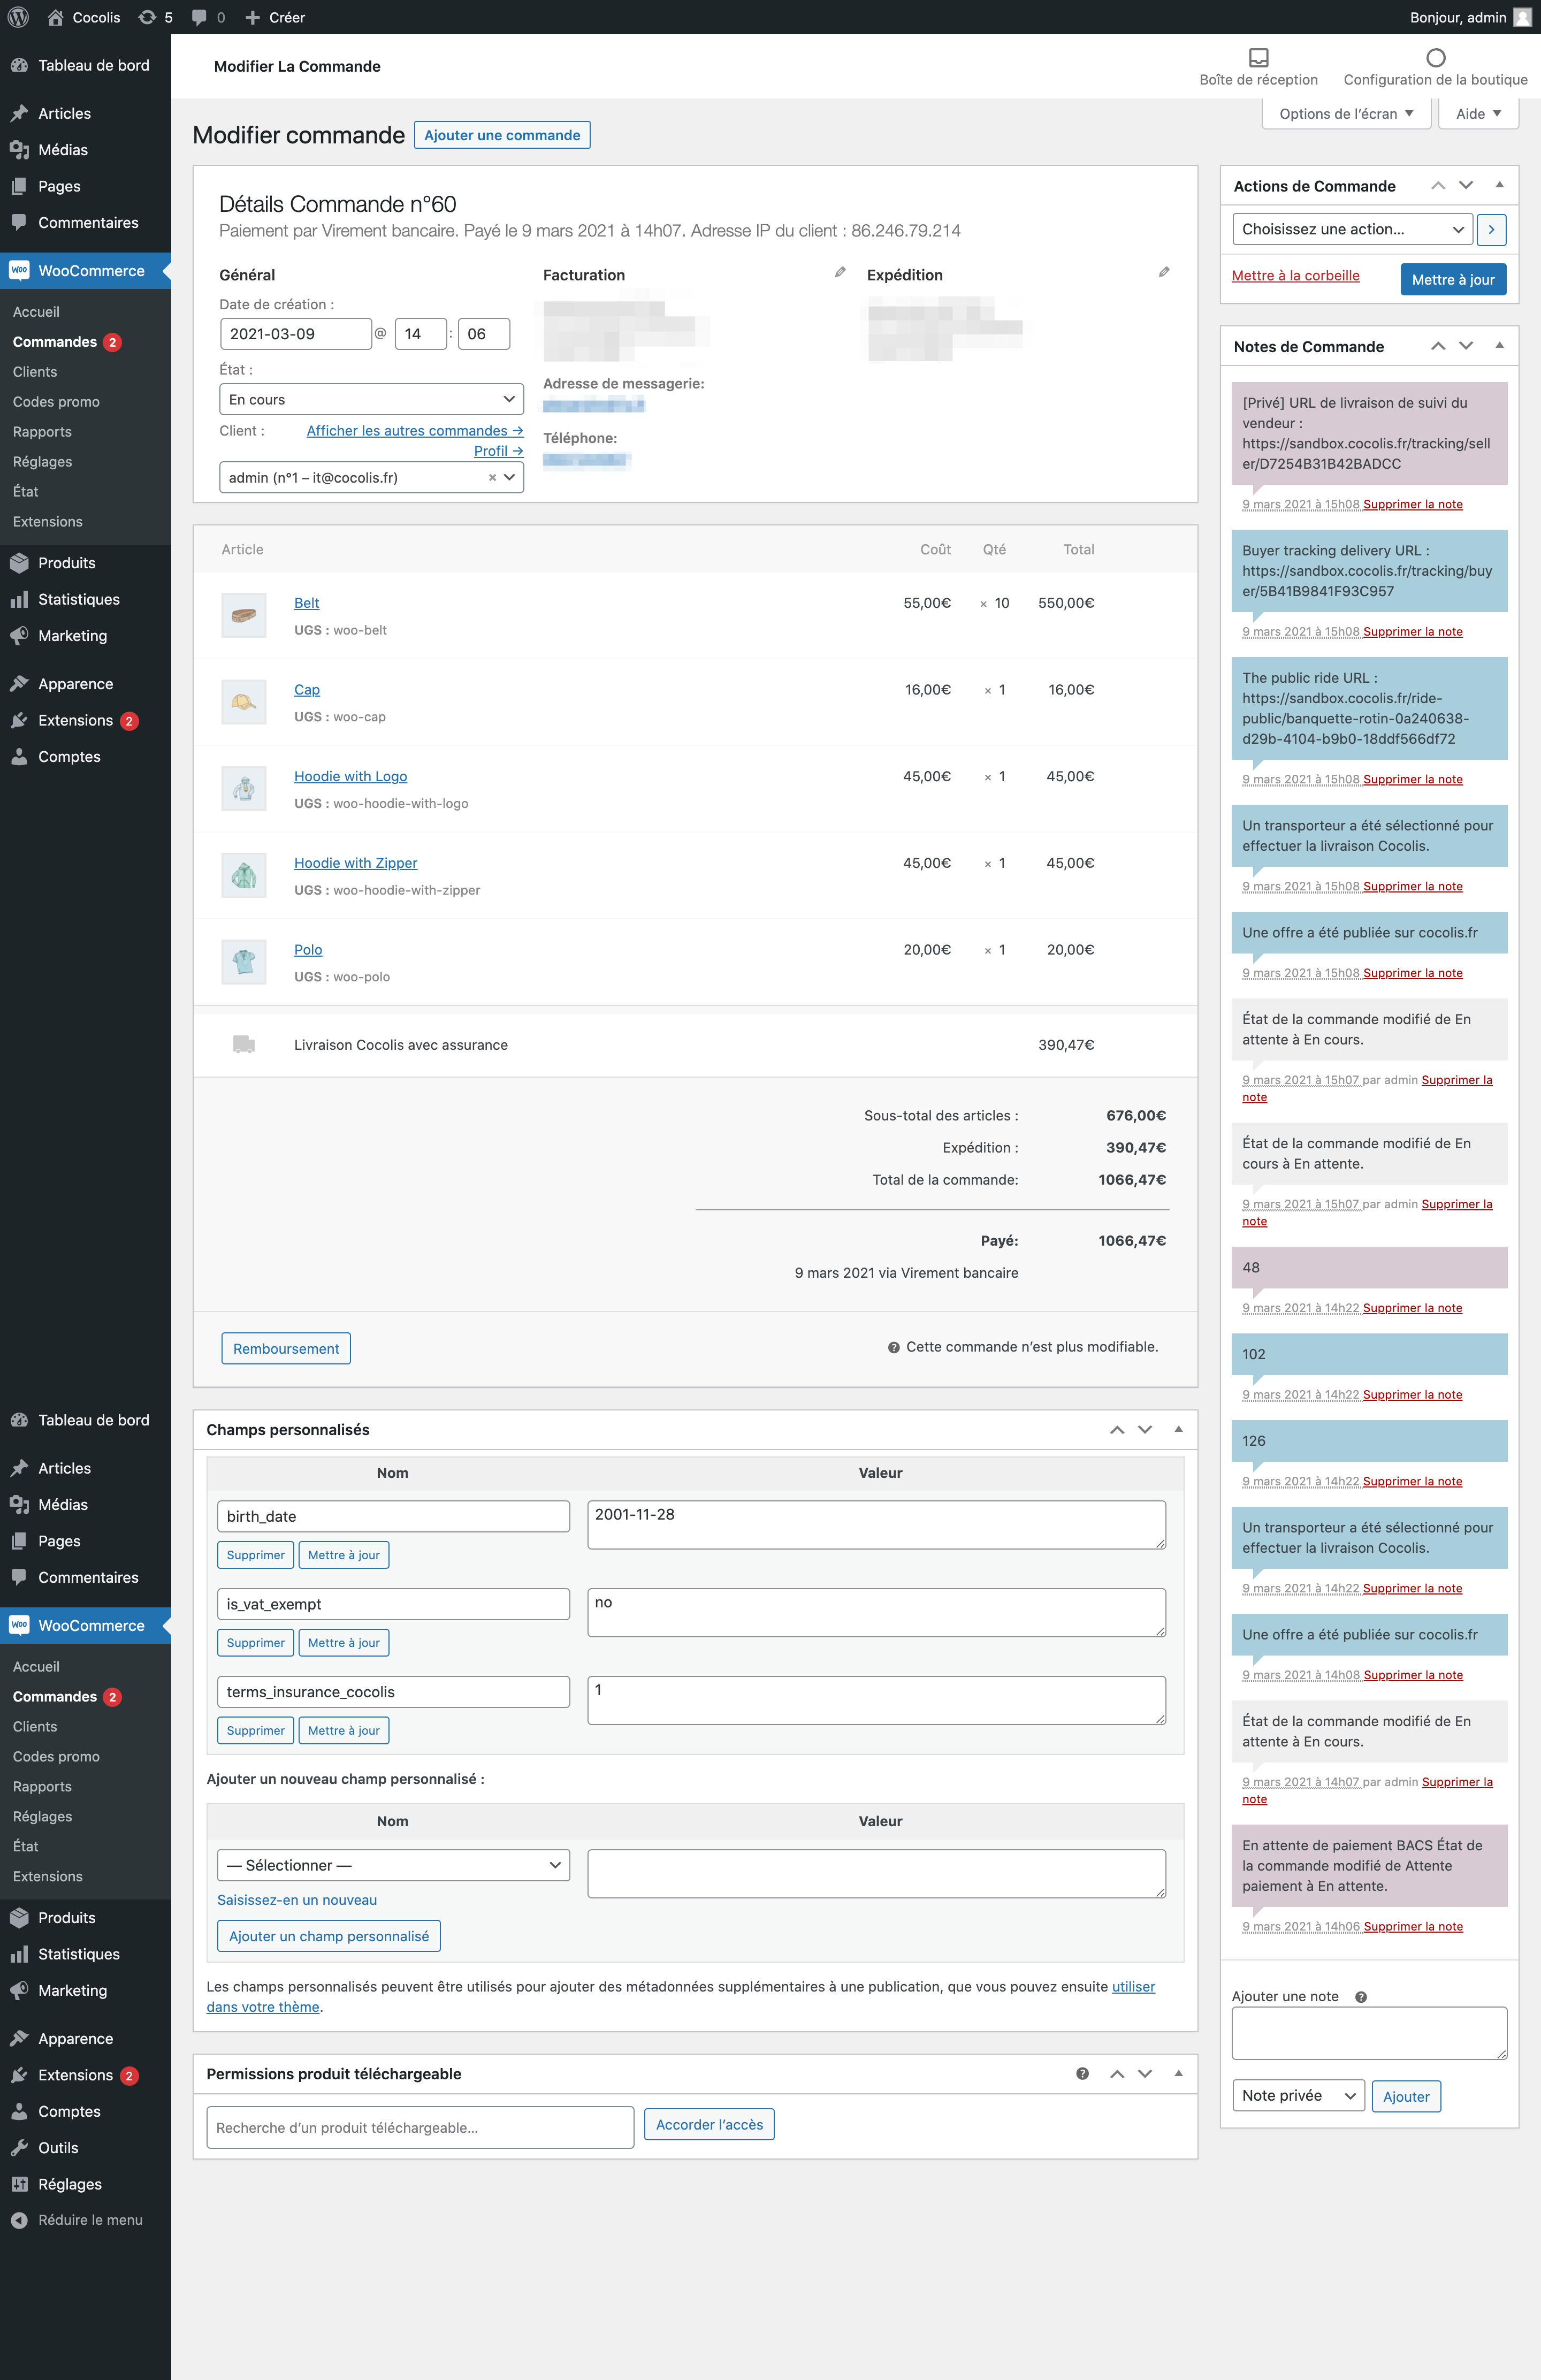 Cocolis
5
0
Créer
Bonjour, admin
Tableau de bord
Articles
Médias
Pages
Commentaires
WooCommerce
Accueil
Commandes 2
Clients
Codes promo
Rapports
Réglages
État
Extensions
Produits
Statistiques
Marketing
Apparence
Extensions 2
Comptes
Tableau de bord
Articles
Médias
Pages
Commentaires
WooCommerce
Accueil
Commandes 2
Clients
Codes promo
Rapports
Réglages
État
Extensions
Produits
Statistiques
Marketing
Apparence
Extensions 2
Comptes
Outils
Réglages
Réduire le menu
Modifier La Commande
Boîte de réception
Configuration de la boutique
Options de l'écran
Aide
Modifier commande
Ajouter une commande
Détails Commande n°60
Paiement par Virement bancaire. Payé le 9 mars 2021 à 14h07. Adresse IP du client : 86.246.79.214
Général
Date de création :
2021-03-09 @ 14 : 06
État :
En cours
Client : Afficher les autres commandes →
Profil →
admin (n°1 – it@cocolis.fr) ×
Facturation
Adresse de messagerie:
Téléphone:
Expédition
Article Coût Qté Total
Belt 55,00€ × 10 550,00€
UGS : woo-belt
Cap 16,00€ × 1 16,00€
UGS : woo-cap
Hoodie with Logo 45,00€ × 1 45,00€
UGS : woo-hoodie-with-logo
Hoodie with Zipper 45,00€ × 1 45,00€
UGS : woo-hoodie-with-zipper
Polo 20,00€ × 1 20,00€
UGS : woo-polo
Livraison Cocolis avec assurance 390,47€
Sous-total des articles : 676,00€
Expédition : 390,47€
Total de la commande: 1066,47€
Payé: 1066,47€
9 mars 2021 via Virement bancaire
Remboursement
Cette commande n'est plus modifiable.
Champs personnalisés
Nom Valeur
birth_date 2001-11-28
Supprimer Mettre à jour
is_vat_exempt no
Supprimer Mettre à jour
terms_insurance_cocolis 1
Supprimer Mettre à jour
Ajouter un nouveau champ personnalisé :
Nom Valeur
— Sélectionner —
Saisissez-en un nouveau
Ajouter un champ personnalisé
Les champs personnalisés peuvent être utilisés pour ajouter des métadonnées supplémentaires à une publication, que vous pouvez ensuite utiliser
dans votre thème.
Permissions produit téléchargeable
Recherche d'un produit téléchargeable...
Accorder l'accès
Actions de Commande
Choisissez une action...
Mettre à la corbeille
Mettre à jour
Notes de Commande
[Privé] URL de livraison de suivi du
vendeur :
https://sandbox.cocolis.fr/tracking/sell
er/D7254B31B42BADCC
9 mars 2021 à 15h08 Supprimer la note
Buyer tracking delivery URL :
https://sandbox.cocolis.fr/tracking/buy
er/5B41B9841F93C957
9 mars 2021 à 15h08 Supprimer la note
The public ride URL :
https://sandbox.cocolis.fr/ride-
public/banquette-rotin-0a240638-
d29b-4104-b9b0-18ddf566df72
9 mars 2021 à 15h08 Supprimer la note
Un transporteur a été sélectionné pour
effectuer la livraison Cocolis.
9 mars 2021 à 15h08 Supprimer la note
Une offre a été publiée sur cocolis.fr
9 mars 2021 à 15h08 Supprimer la note
État de la commande modifié de En
attente à En cours.
9 mars 2021 à 15h07 par admin Supprimer la
note
État de la commande modifié de En
cours à En attente.
9 mars 2021 à 15h07 par admin Supprimer la
note
48
9 mars 2021 à 14h22 Supprimer la note
102
9 mars 2021 à 14h22 Supprimer la note
126
9 mars 2021 à 14h22 Supprimer la note
Un transporteur a été sélectionné pour
effectuer la livraison Cocolis.
9 mars 2021 à 14h22 Supprimer la note
Une offre a été publiée sur cocolis.fr
9 mars 2021 à 14h08 Supprimer la note
État de la commande modifié de En
attente à En cours.
9 mars 2021 à 14h07 par admin Supprimer la
note
En attente de paiement BACS État de
la commande modifié de Attente
paiement à En attente.
9 mars 2021 à 14h06 Supprimer la note
Ajouter une note
Note privée
Ajouter